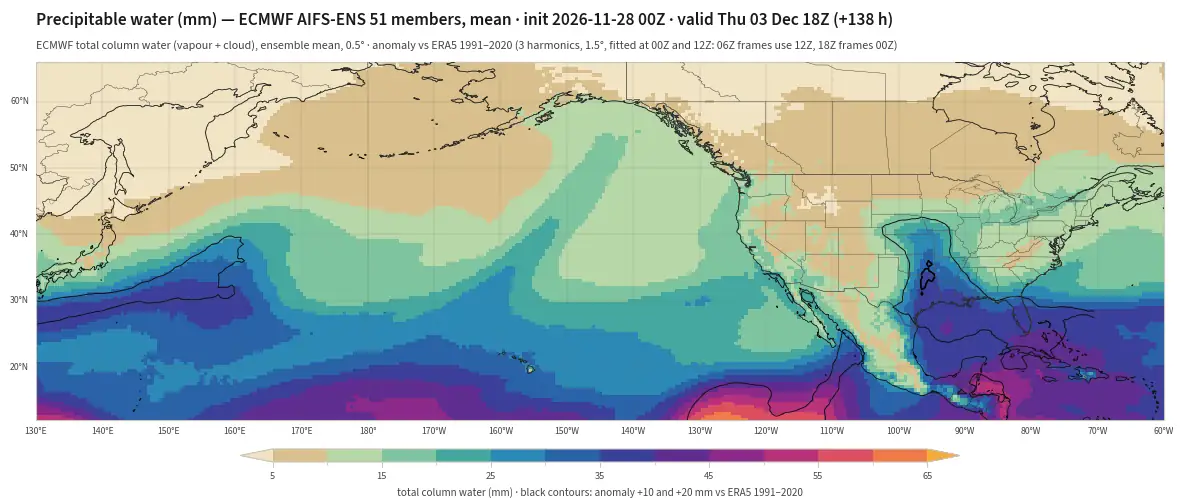 Precipitable water (mm) — ECMWF AIFS-ENS 51 members, mean · init 2026-11-28 00Z · valid Thu 03 Dec 18Z (+138 h)
ECMWF total column water (vapour + cloud), ensemble mean, 0.5° · anomaly vs ERA5 1991–2020 (3 harmonics, 1.5°, fitted at 00Z and 12Z: 06Z frames use 12Z, 18Z frames 00Z)
60°N
50°N
40°N
30°N
20°N
130°E 140°E 150°E 160°E 170°E 180° 170°W 160°W 150°W 140°W 130°W 120°W 110°W 100°W 90°W 80°W 70°W 60°W
5 15 25 35 45 55 65
total column water (mm) · black contours: anomaly +10 and +20 mm vs ERA5 1991–2020